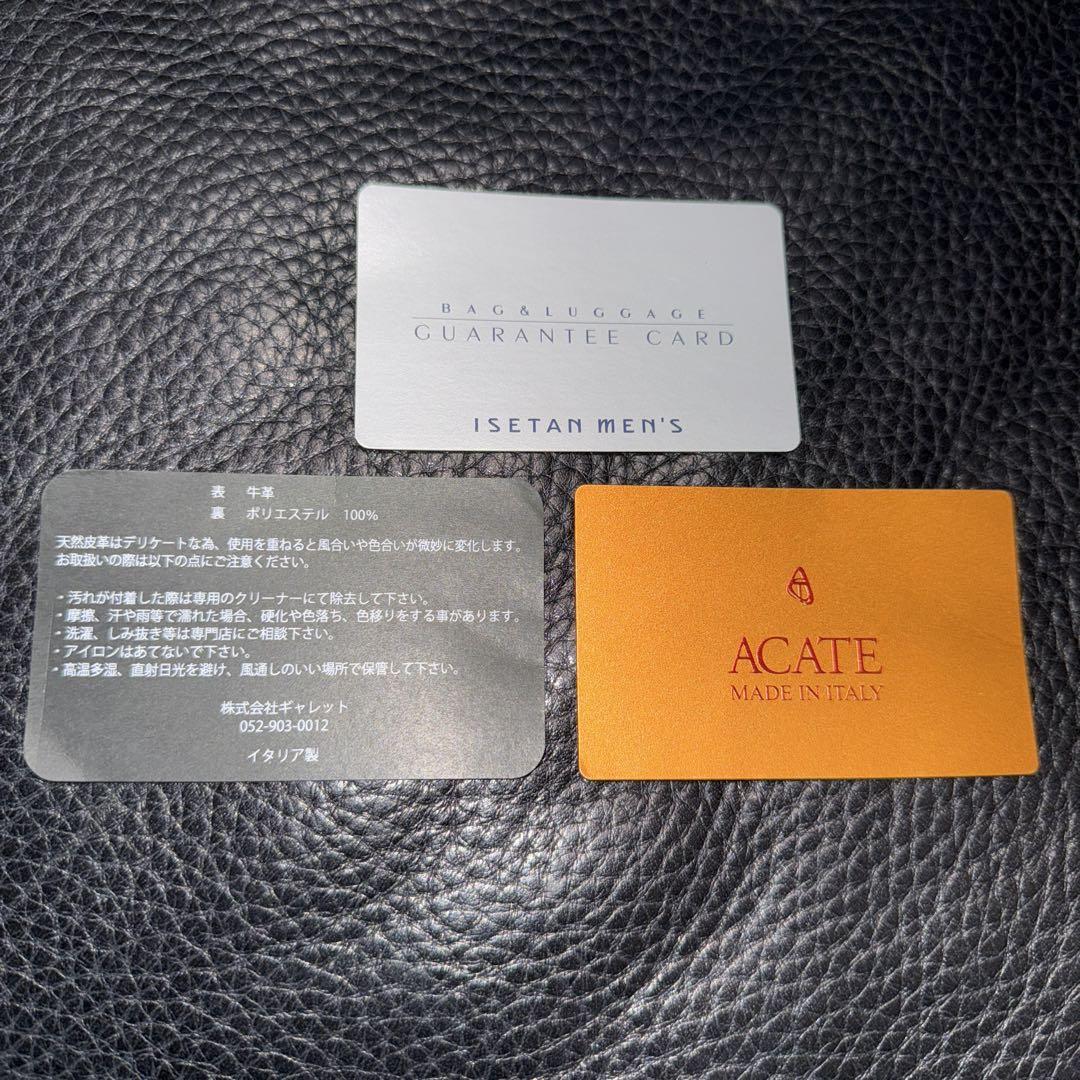 BAG&LUGGAGE
GUARANTEE CARD
ISETAN MEN'S
表 牛革
裏 ポリエステル 100%
天然皮革はデリケートな為、使用を重ねると風合いや色合いが微妙に変化します。
お取扱いの際は以下の点にご注意ください。
・汚れが付着した際は専用のクリーナーにて除去して下さい。
・摩擦、汗や雨等で濡れた場合、硬化や色落ち、色移りをする事があります。
・洗濯、しみ抜き等は専門店にご相談下さい。
・アイロンはあてないで下さい。
・高温多湿、直射日光を避け、風通しのいい場所で保管して下さい。
株式会社ギャレット
052-903-0012
イタリア製
ACATE
MADE IN ITALY